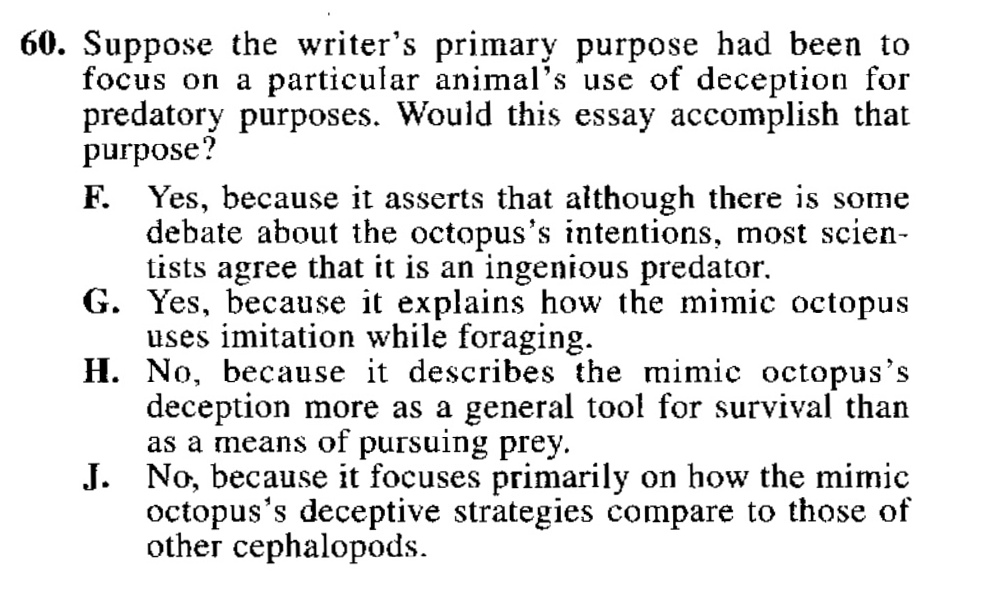 60. Suppose the writer's primary purpose had been to
focus on a particular animal's use of deception for
predatory purposes. Would this essay accomplish that
purpose?
F. Yes, because it asserts that although there is some
debate about the octopus's intentions, most scien-
tists agree that it is an ingenious predator.
G. Yes, because it explains how the mimic octopus
uses imitation while foraging.
H. No, because it describes the mimic octopus's
deception more as a general tool for survival than
as a means of pursuing prey.
J. No, because it focuses primarily on how the mimic
octopus's deceptive strategies compare to those of
other cephalopods.